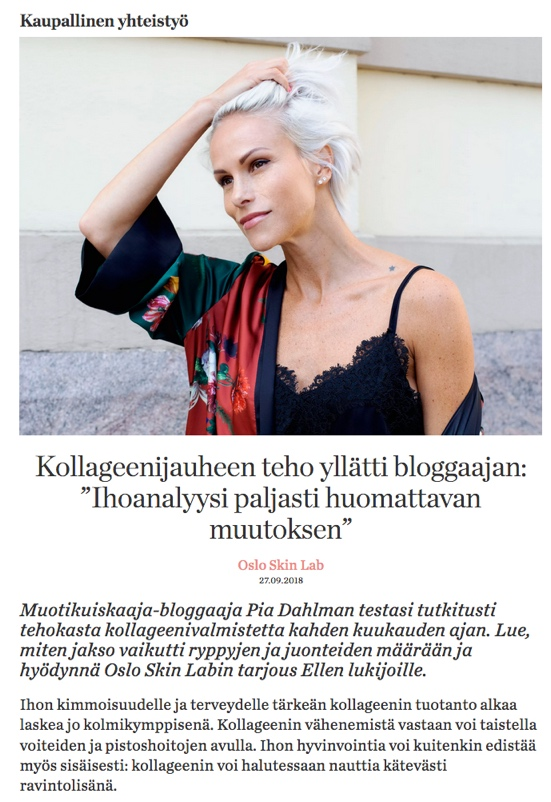 Kaupallinen yhteistyö
Kollageenijauheen teho yllätti bloggaajan:
”Ihoanalyysi paljasti huomattavan
muutoksen”
Oslo Skin Lab
27.09.2018
Muotikuiskaaja-bloggaaja Pia Dahlman testasi tutkitusti
tehokasta kollageenivalmistetta kahden kuukauden ajan. Lue,
miten jakso vaikutti ryppyjen ja juonteiden määrään ja
hyödynnä Oslo Skin Labin tarjous Ellen lukijoille.
Ihon kimmoisuudelle ja terveydelle tärkeän kollageenin tuotanto alkaa
laskea jo kolmikymppisenä. Kollageenin vähenemistä vastaan voi taistella
voiteiden ja pistoshoitojen avulla. Ihon hyvinvointia voi kuitenkin edistää
myös sisäisesti: kollageenin voi halutessaan nauttia kätevästi
ravintolisänä.